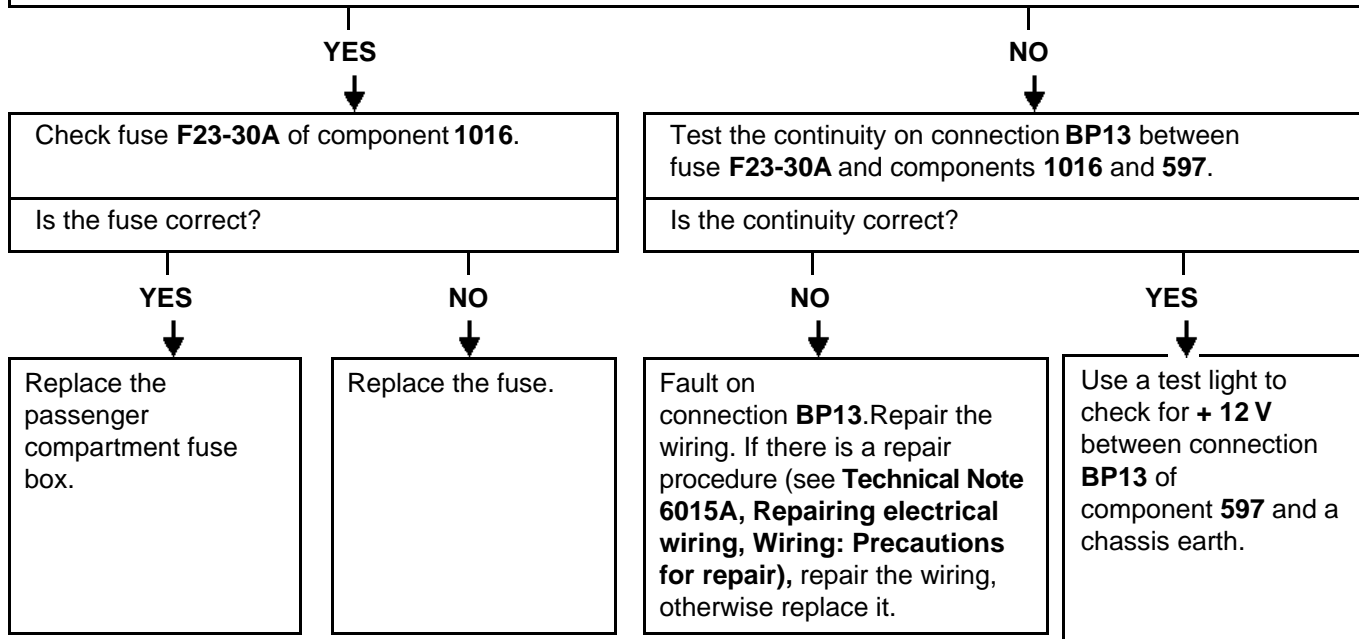 YES
NO
Check fuse F23-30A of component 1016.
Test the continuity on connection BP13 between
fuse F23-30A and components 1016 and 597.
Is the fuse correct?
Is the continuity correct?
YES
NO
NO
YES
Replace the
passenger
compartment fuse
box.
Replace the fuse.
Fault on
connection BP13.Repair the
wiring. If there is a repair
procedure (see Technical Note
6015A, Repairing electrical
wiring, Wiring: Precautions
for repair), repair the wiring,
otherwise replace it.
Use a test light to
check for + 12 V
between connection
BP13 of
component 597 and a
chassis earth.